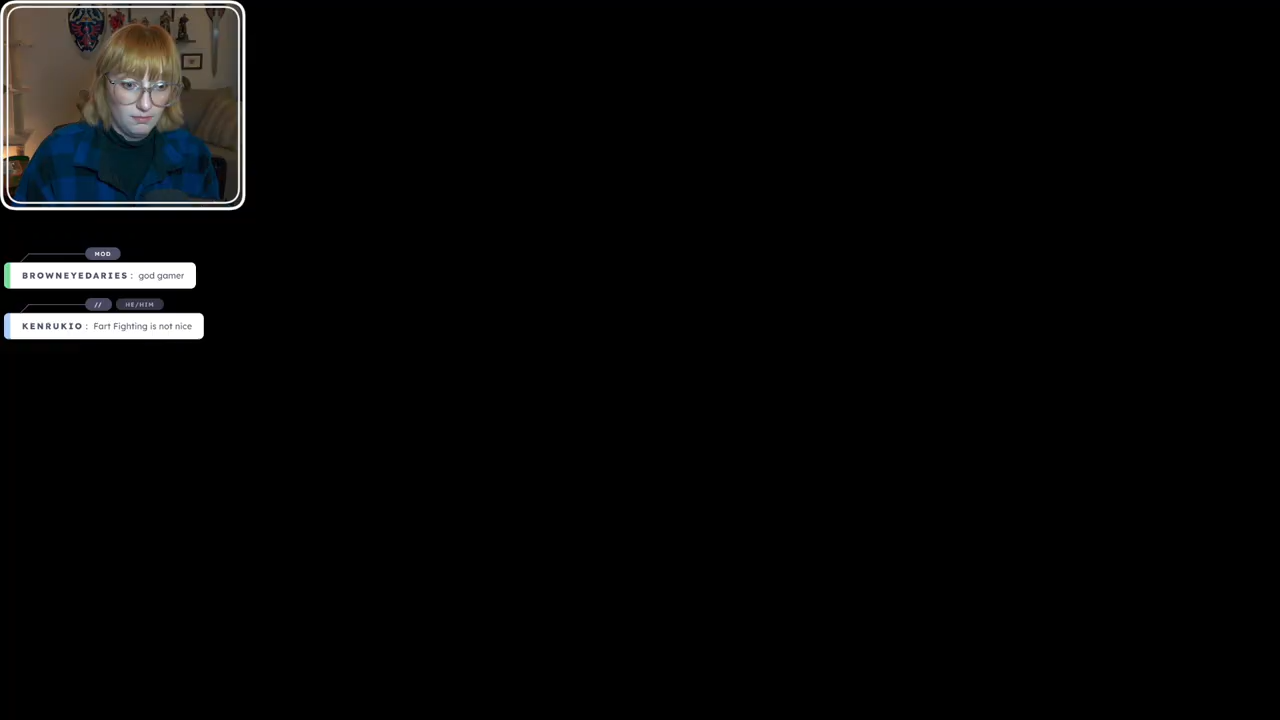 MOD
BROWNEYEDARIES : god gamer
// HE/HIM
KENRUKIO : Fart Fighting is not nice